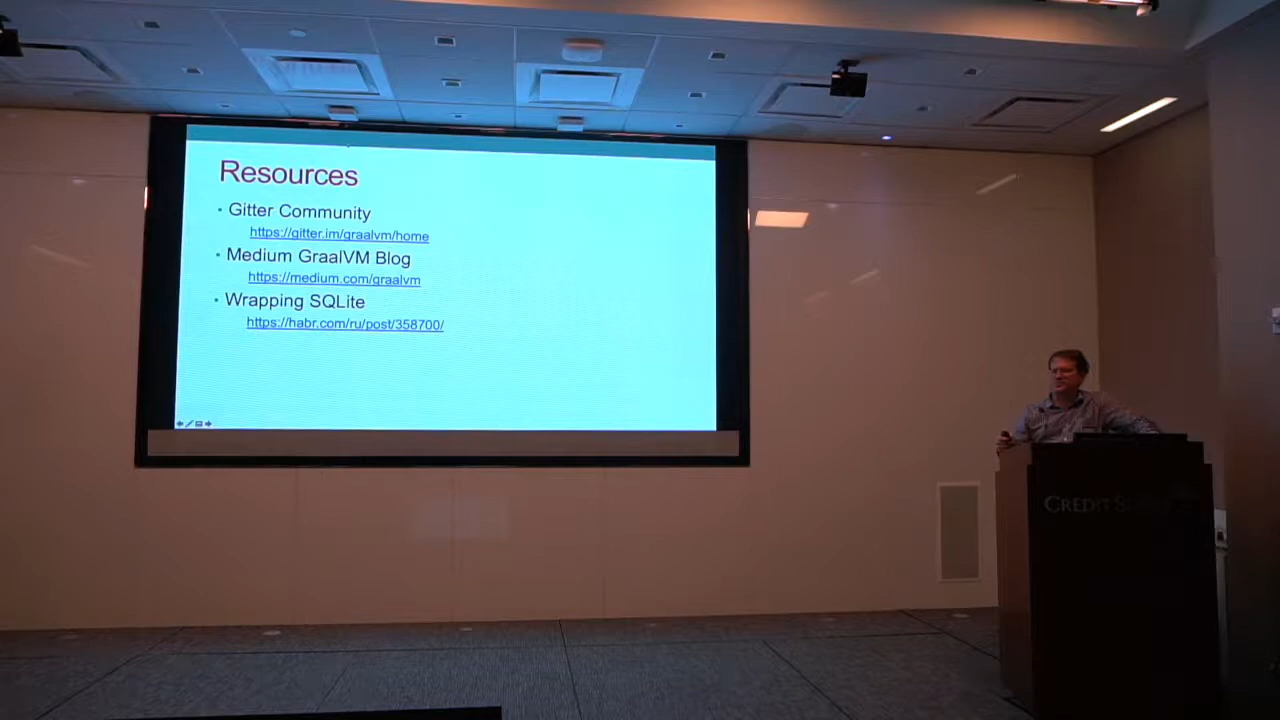 Resources
• Gitter Community
https://gitter.im/graalvm/home
• Medium GraalVM Blog
https://medium.com/graalvm
• Wrapping SQLite
https://habr.com/ru/post/358700/
CREDIT